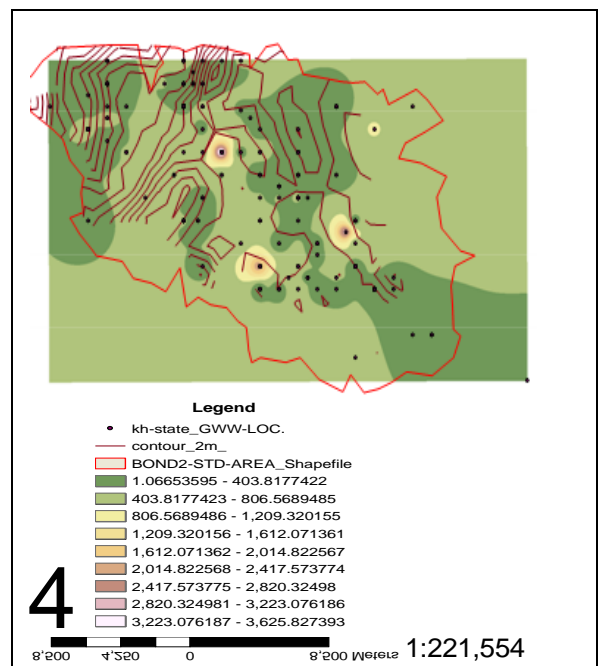 Legend
kh-state_GWW-LOC.
contour_2m_
BOND2-STD-AREA_Shapefile
1.06653595 - 403.8177422
403.8177423 - 806.5689485
806.5689486 - 1,209.320155
1,209.320156 - 1,612.071361
1,612.071362 - 2,014.822567
2,014.822568 - 2,417.573774
2,417.573775 - 2,820.32498
2,820.324981 - 3,223.076186
3,223.076187 - 3,625.827393
4
8,500 4,250 0 8,500 Meters 1:221,554